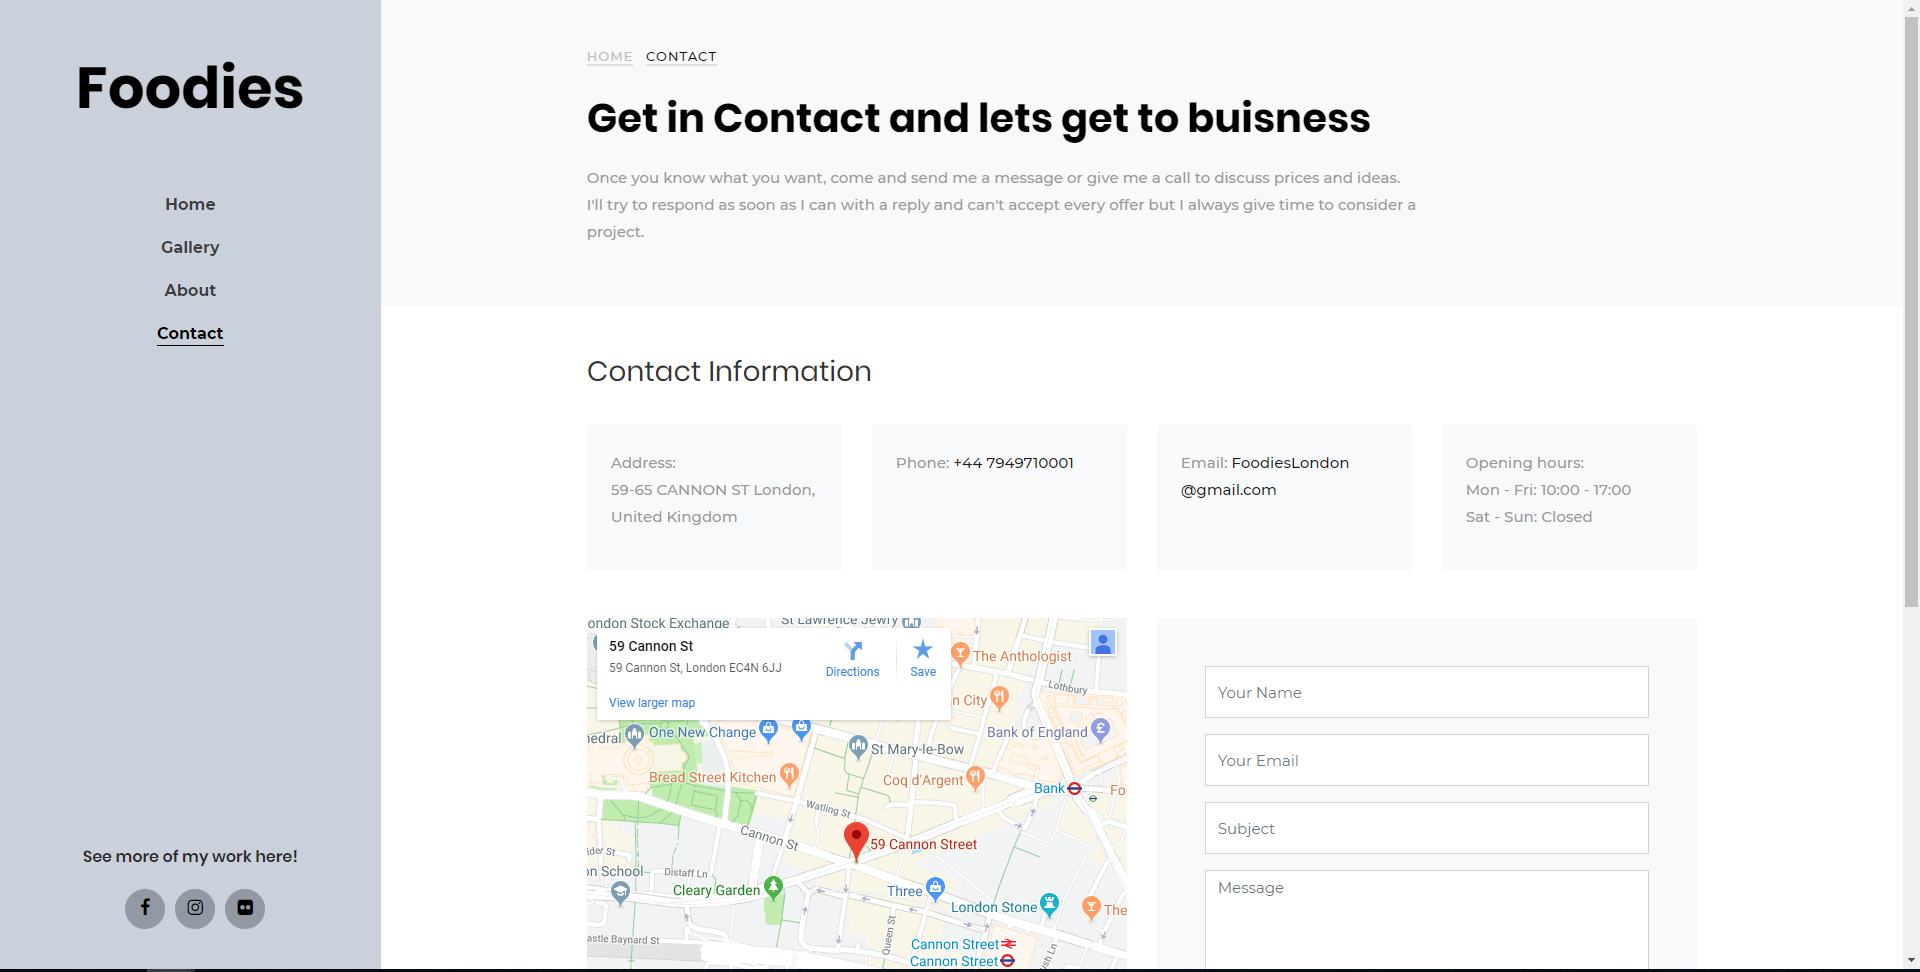 Foodies
Home
Gallery
About
Contact
See more of my work here!
HOME CONTACT
Get in Contact and lets get to buisness
Once you know what you want, come and send me a message or give me a call to discuss prices and ideas.
I'll try to respond as soon as I can with a reply and can't accept every offer but I always give time to consider a
project.
Contact Information
Address:
59-65 CANNON ST London,
United Kingdom
Phone: +44 7949710001
Email: FoodiesLondon
@gmail.com
Opening hours:
Mon - Fri: 10:00 - 17:00
Sat - Sun: Closed
ondon Stock Exchange
St Lawrence Jewry
59 Cannon St
59 Cannon St, London EC4N 6JJ
View larger map
Directions
Save
The Anthologist
Lothbury
n City
hedral
One New Change
Bank of England
St Mary-le-Bow
Bread Street Kitchen
Coq d'Argent
Bank
Fo
Watling St
Cannon St
59 Cannon Street
ider St
on School
Distaff Ln
Cleary Garden
Three
London Stone
The
Queen St
astle Baynard St
Cannon Street
Cannon Street
ush Ln
Your Name
Your Email
Subject
Message